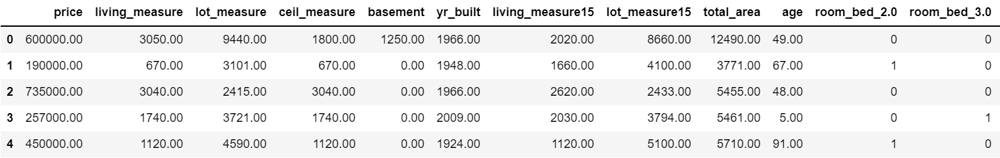 price living_measure lot_measure ceil_measure basement yr_built living_measure15 lot_measure15 total_area age room_bed_2.0 room_bed_3.0
0 600000.00 3050.00 9440.00 1800.00 1250.00 1966.00 2020.00 8660.00 12490.00 49.00 0 0
1 190000.00 670.00 3101.00 670.00 0.00 1948.00 1660.00 4100.00 3771.00 67.00 1 0
2 735000.00 3040.00 2415.00 3040.00 0.00 1966.00 2620.00 2433.00 5455.00 48.00 0 0
3 257000.00 1740.00 3721.00 1740.00 0.00 2009.00 2030.00 3794.00 5461.00 5.00 0 1
4 450000.00 1120.00 4590.00 1120.00 0.00 1924.00 1120.00 5100.00 5710.00 91.00 1 0